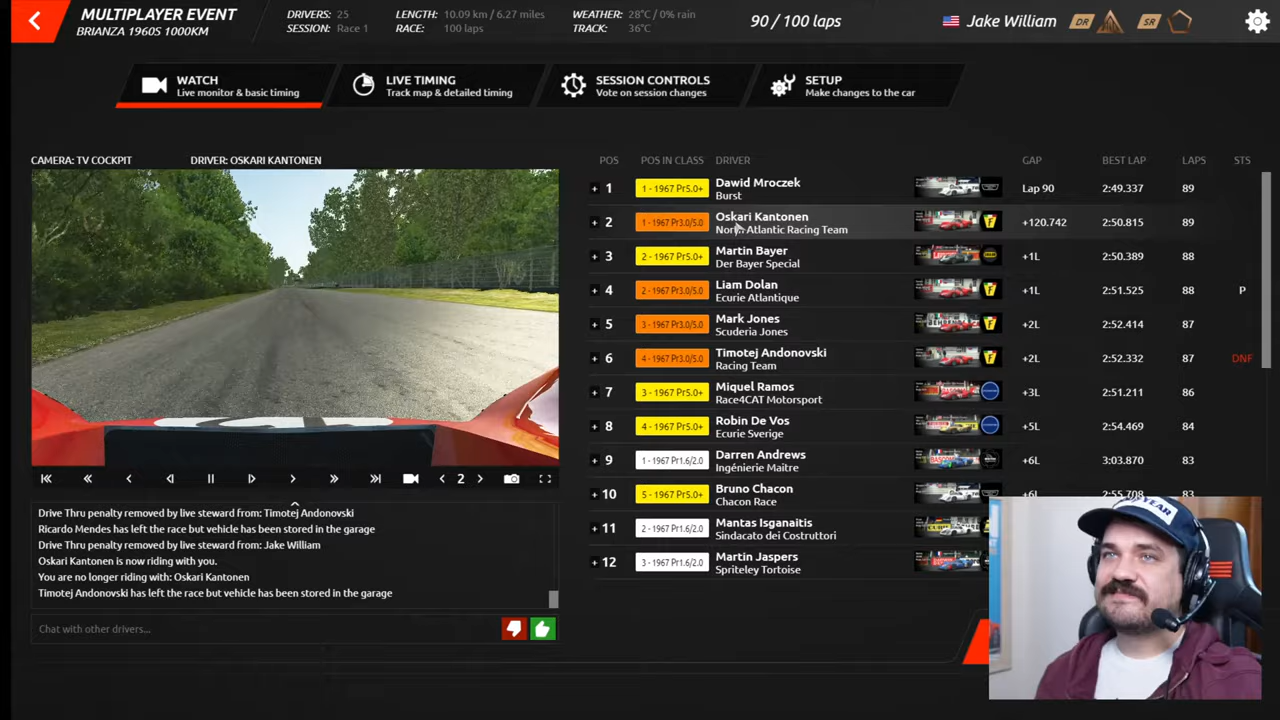 MULTIPLAYER EVENT
BRIANZA 1960S 1000KM
DRIVERS: 25
SESSION: Race 1
LENGTH: 10.09 km / 6.27 miles
RACE: 100 laps
WEATHER: 28°C / 0% rain
TRACK: 36°C
90 / 100 laps
Jake William
DR
SR
WATCH
Live monitor & basic timing
LIVE TIMING
Track map & detailed timing
SESSION CONTROLS
Vote on session changes
SETUP
Make changes to the car
CAMERA: TV COCKPIT DRIVER: OSKARI KANTONEN
2
Drive Thru penalty removed by live steward from: Timotej Andonovski
Ricardo Mendes has left the race but vehicle has been stored in the garage
Drive Thru penalty removed by live steward from: Jake William
Oskari Kantonen is now riding with you.
You are no longer riding with: Oskari Kantonen
Timotej Andonovski has left the race but vehicle has been stored in the garage
Chat with other drivers...
POS POS IN CLASS DRIVER GAP BEST LAP LAPS STS
+ 1 1 - 1967 Pr5.0+ Dawid Mroczek Lap 90 2:49.337 89
Burst
+ 2 1 - 1967 Pr3.0/5.0 Oskari Kantonen +120.742 2:50.815 89
North Atlantic Racing Team
+ 3 2 - 1967 Pr5.0+ Martin Bayer +1L 2:50.389 88
Der Bayer Special
+ 4 2 - 1967 Pr3.0/5.0 Liam Dolan +1L 2:51.525 88 P
Ecurie Atlantique
+ 5 3 - 1967 Pr3.0/5.0 Mark Jones +2L 2:52.414 87
Scuderia Jones
+ 6 4 - 1967 Pr3.0/5.0 Timotej Andonovski +2L 2:52.332 87 DNF
Racing Team
+ 7 3 - 1967 Pr5.0+ Miquel Ramos +3L 2:51.211 86
Race4CAT Motorsport
+ 8 4 - 1967 Pr5.0+ Robin De Vos +5L 2:54.469 84
Ecurie Sverige
+ 9 1 - 1967 Pr1.6/2.0 Darren Andrews +6L 3:03.870 83
Ingénierie Maitre
+ 10 5 - 1967 Pr5.0+ Bruno Chacon +6L 2:55.708 83
Chacon Race
+ 11 2 - 1967 Pr1.6/2.0 Mantas Isganaitis
Sindacato dei Costruttori
+ 12 3 - 1967 Pr1.6/2.0 Martin Jaspers
Spriteley Tortoise